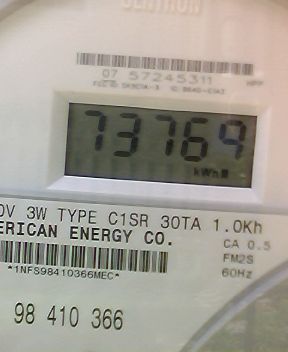 CENTRON
07 57245311
73769
kWh
0V 3W TYPE C1SR 30TA 1.0Kh
ERICAN ENERGY CO.
CA 0.5
FM2S
60Hz
*1NFS98410366MEC*
98 410 366